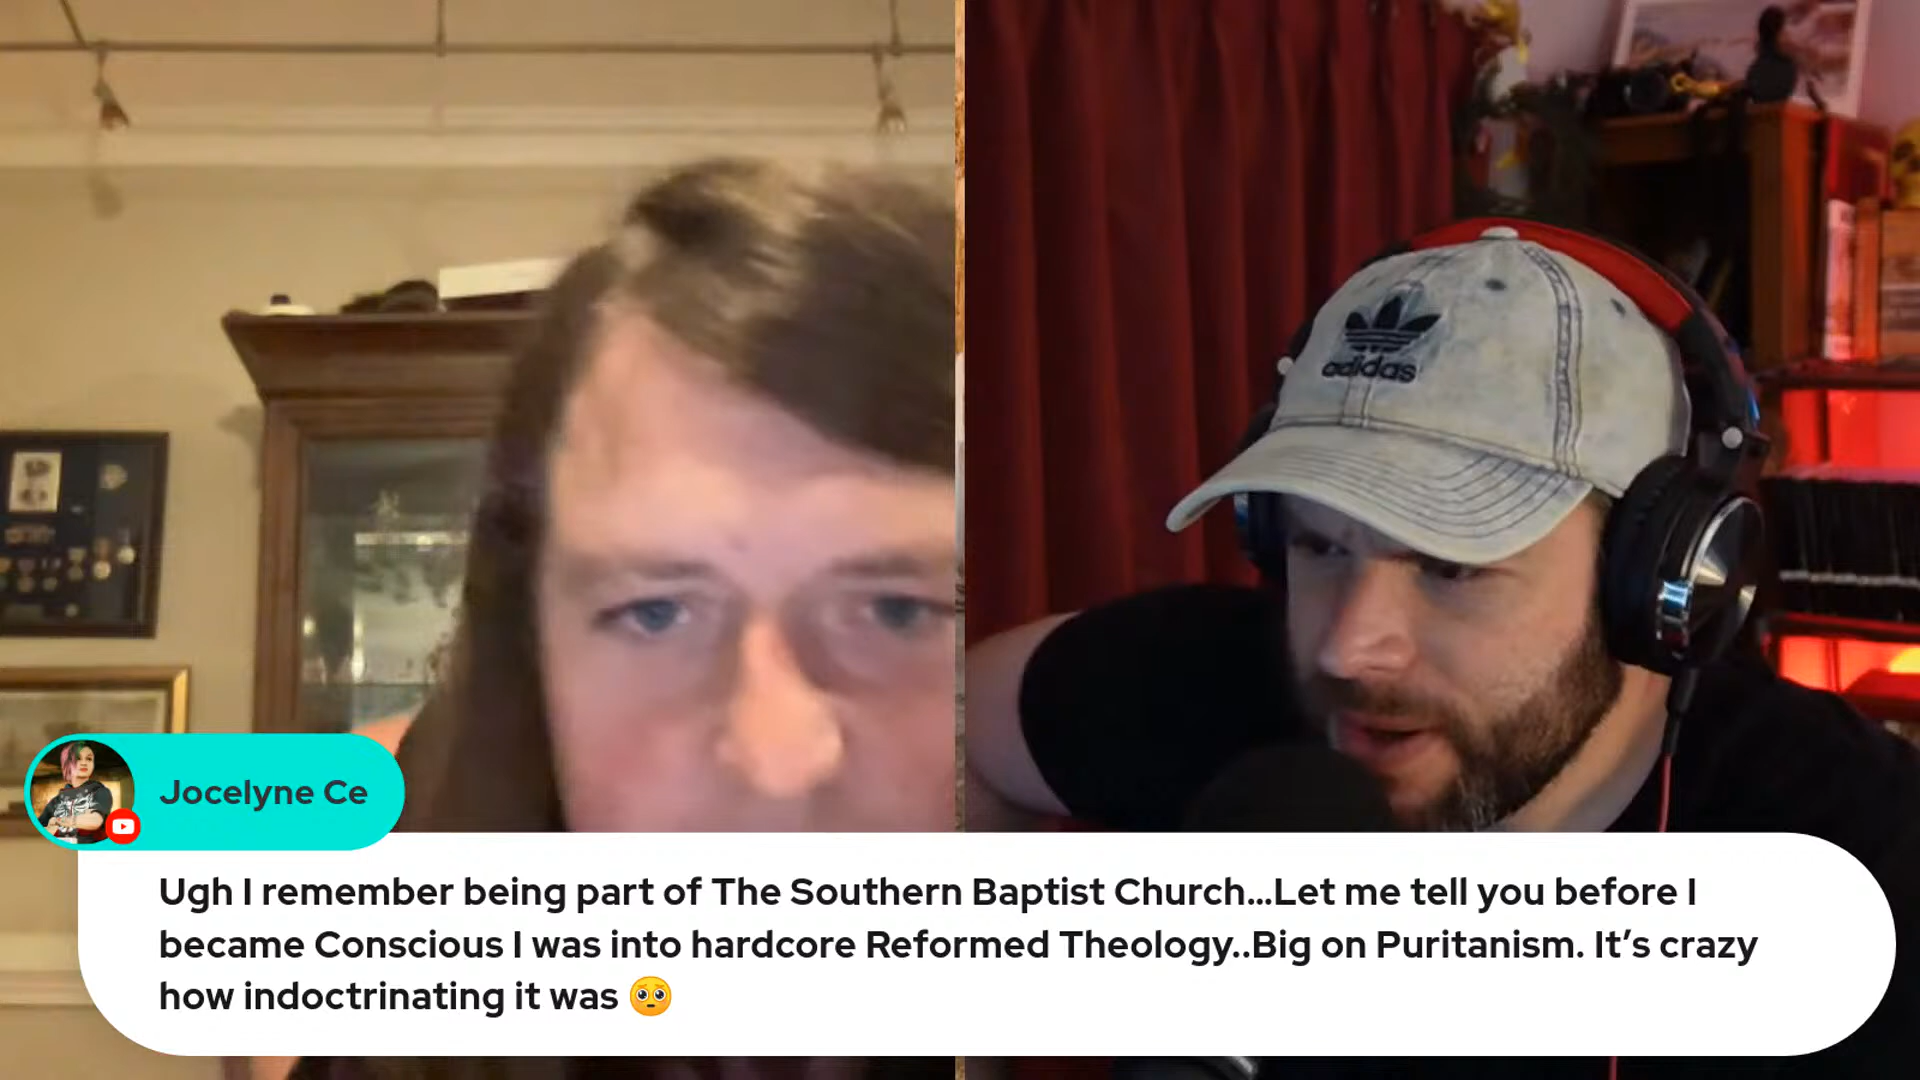 adidas
Jocelyne Ce
Ugh I remember being part of The Southern Baptist Church...Let me tell you before I
became Conscious I was into hardcore Reformed Theology..Big on Puritanism. It’s crazy
how indoctrinating it was 🥺